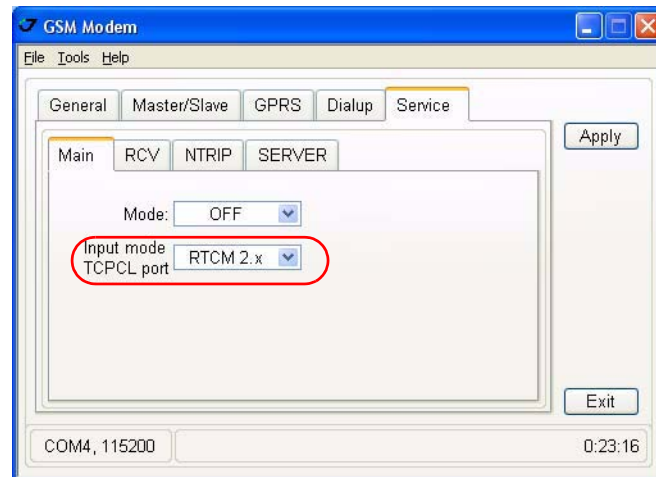 GSM Modem
File Tools Help
General Master/Slave GPRS Dialup Service
Apply
Main RCV NTRIP SERVER
Mode: OFF
Input mode
TCPCL port RTCM 2.x
Exit
COM4, 115200 0:23:16